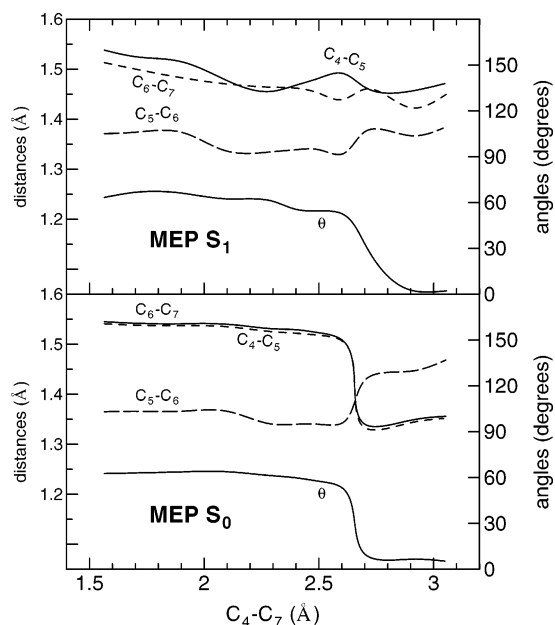 1.6
1.5
1.4
1.3
1.2
distances (Å)
C₄-C₅
C₆-C₇
C₅-C₆
θ
MEP S₁
150
120
90
60
30
0
angles (degrees)
1.6
1.5
1.4
1.3
1.2
distances (Å)
C₆-C₇
C₄-C₅
C₅-C₆
θ
MEP S₀
150
120
90
60
30
0
angles (degrees)
1.5 2 2.5 3
C₄-C₇ (Å)